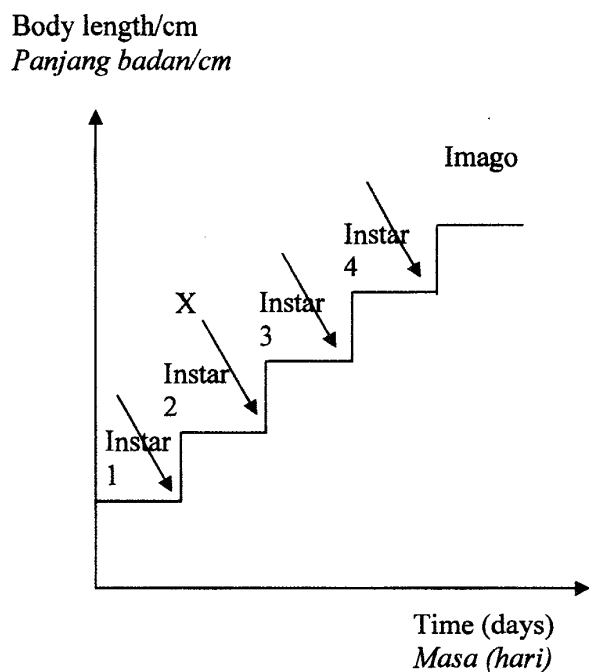 Body length/cm
Panjang badan/cm
Imago
Instar
4
X
Instar
3
Instar
2
Instar
1
Time (days)
Masa (hari)